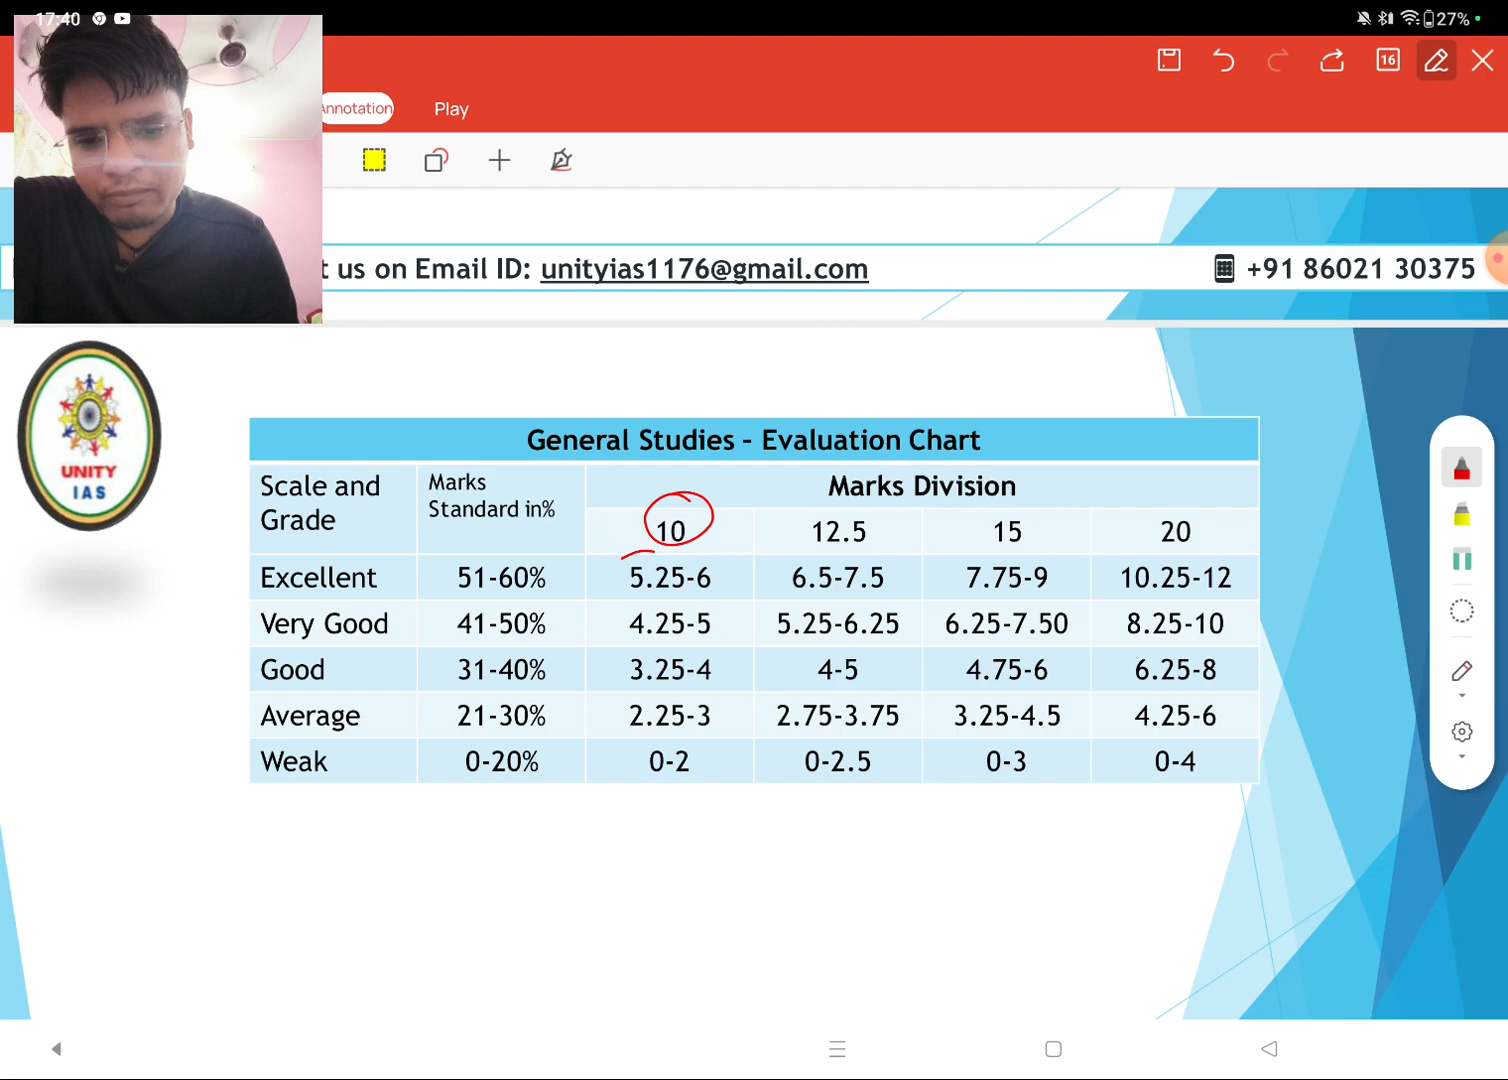 17:40
27%
16
Annotation Play
t us on Email ID: unityias1176@gmail.com
+91 86021 30375
UNITY
IAS
General Studies - Evaluation Chart
Scale and Grade Marks Standard in% Marks Division
10 12.5 15 20
Excellent 51-60% 5.25-6 6.5-7.5 7.75-9 10.25-12
Very Good 41-50% 4.25-5 5.25-6.25 6.25-7.50 8.25-10
Good 31-40% 3.25-4 4-5 4.75-6 6.25-8
Average 21-30% 2.25-3 2.75-3.75 3.25-4.5 4.25-6
Weak 0-20% 0-2 0-2.5 0-3 0-4